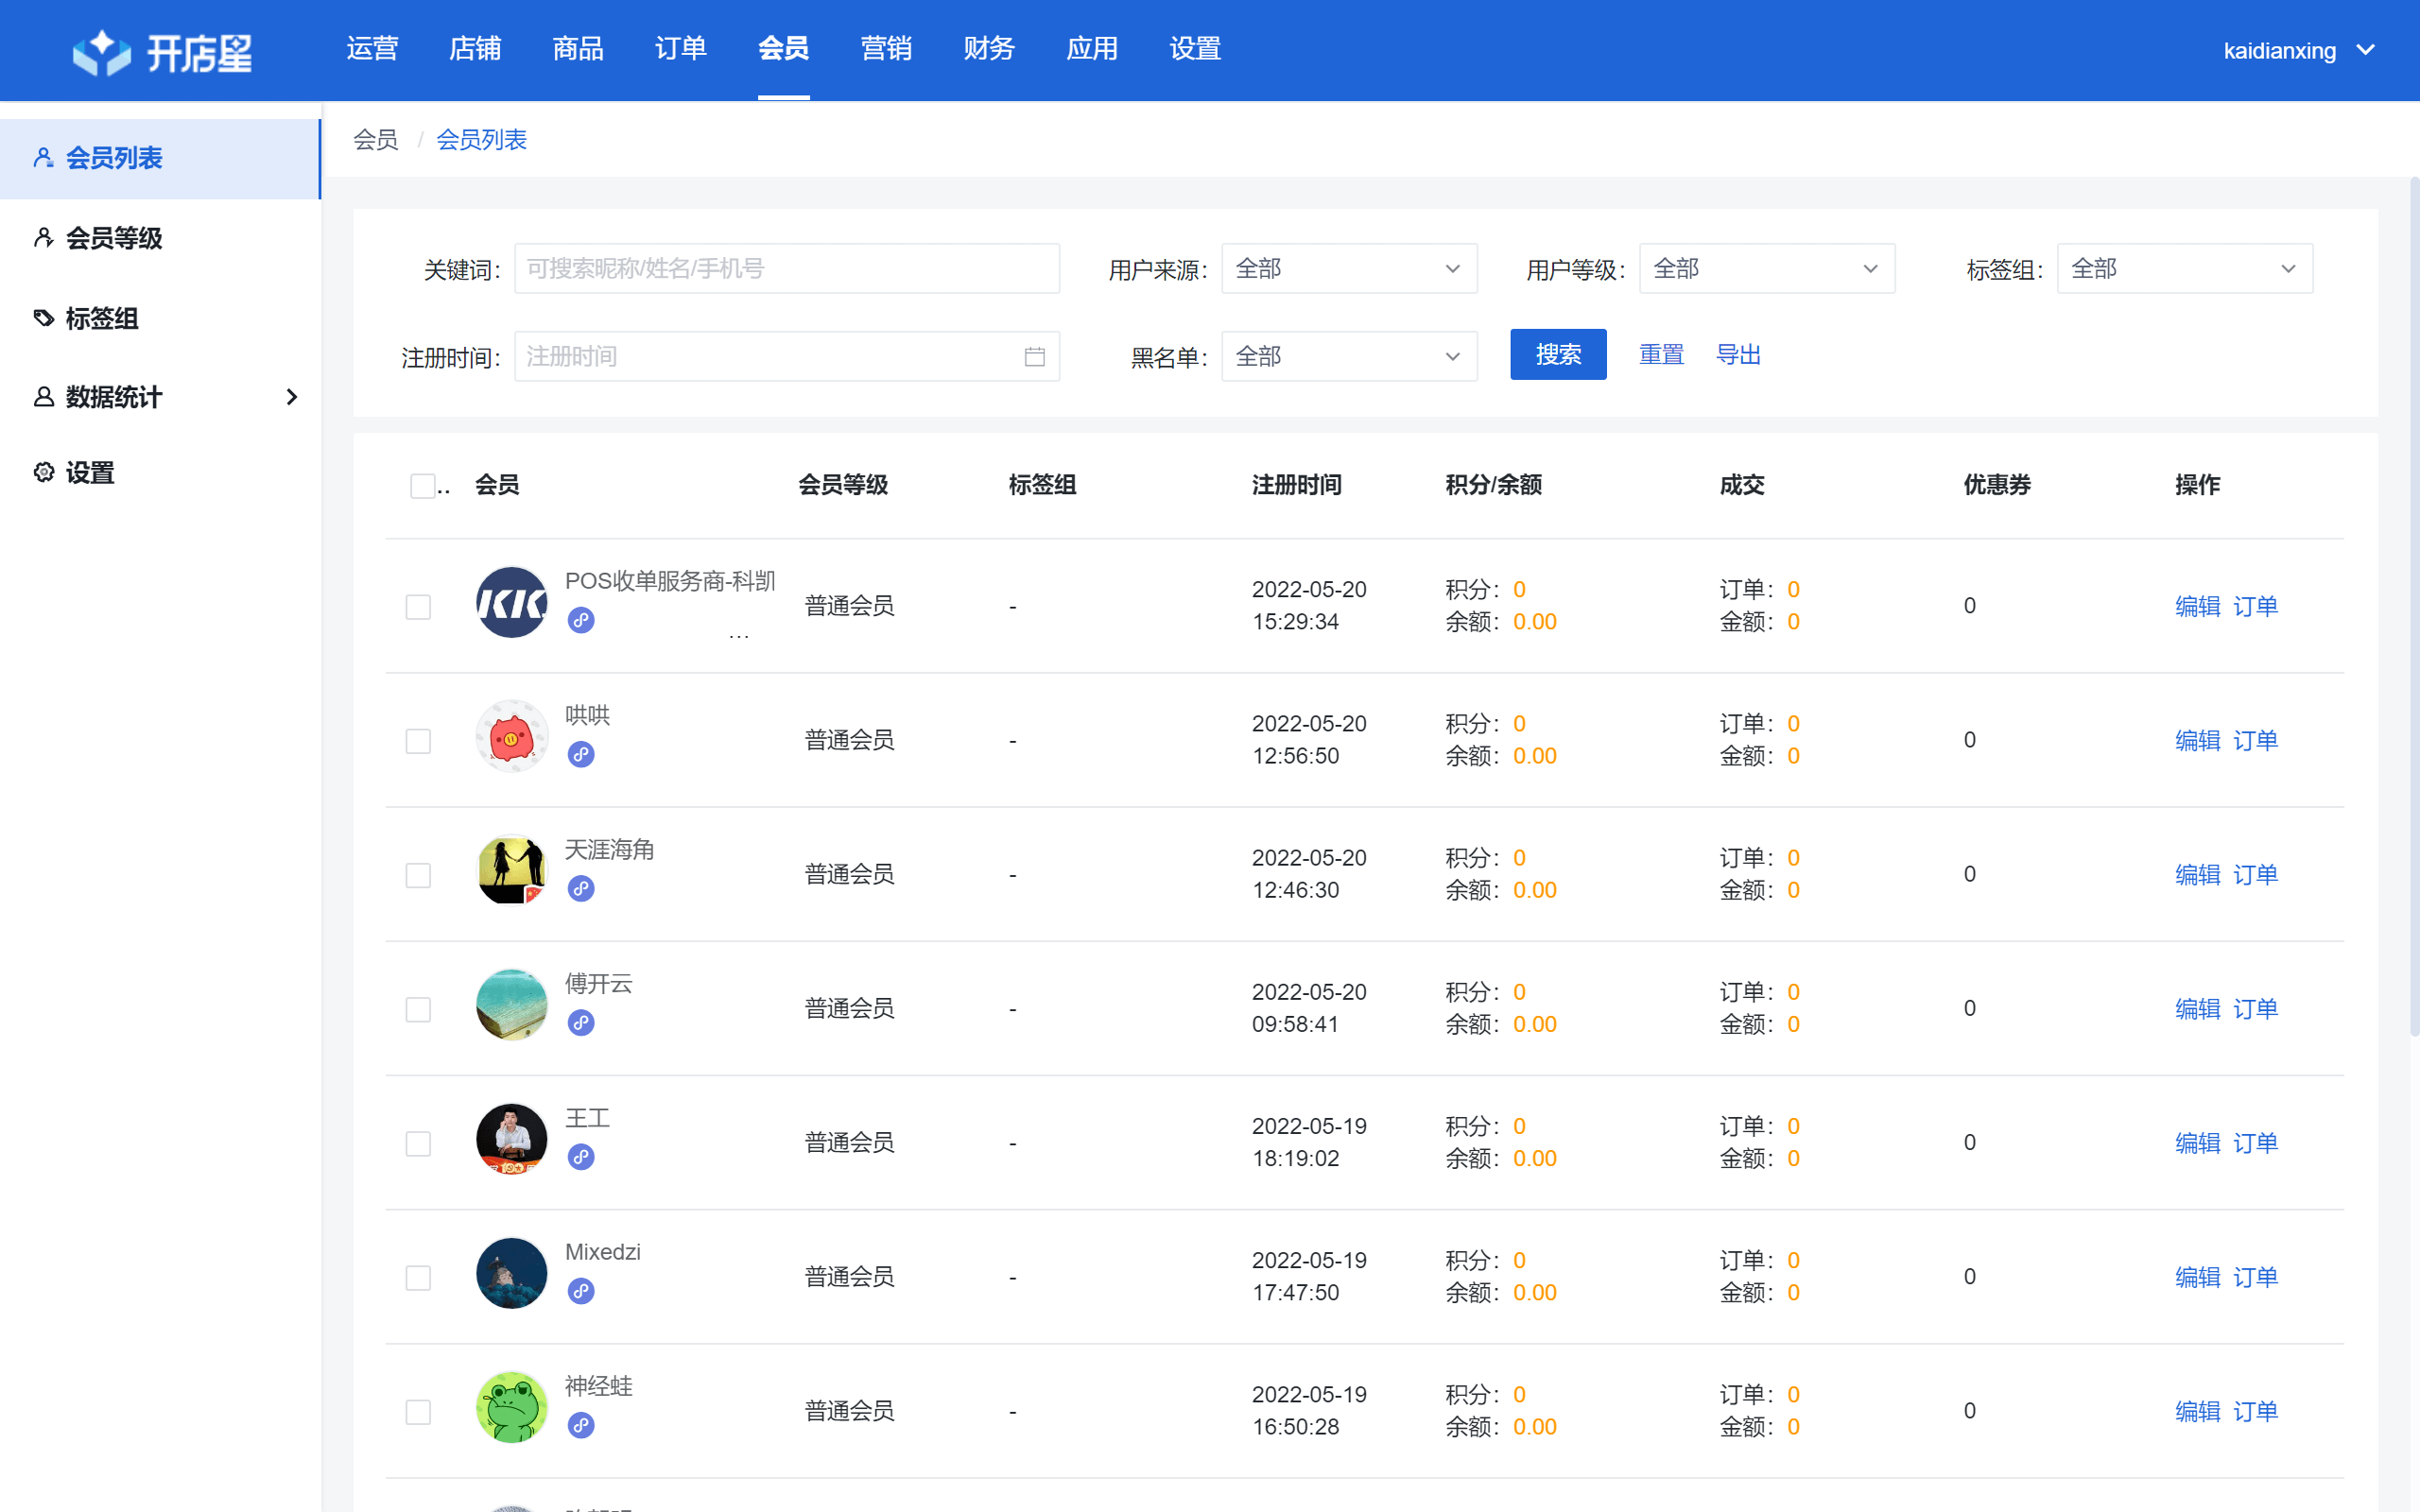 开店星
运营 店铺 商品 订单 会员 营销 财务 应用 设置
kaidianxing
会员列表
会员等级
标签组
数据统计
设置
会员 / 会员列表
关键词： 可搜索昵称/姓名/手机号 用户来源： 全部 用户等级： 全部 标签组： 全部
注册时间： 注册时间 黑名单： 全部 搜索 重置 导出
.. 会员 会员等级 标签组 注册时间 积分/余额 成交 优惠券 操作
POS收单服务商-科凯
...
普通会员 - 2022-05-20 15:29:34 积分：0 余额：0.00 订单：0 金额：0 0 编辑 订单
哄哄
普通会员 - 2022-05-20 12:56:50 积分：0 余额：0.00 订单：0 金额：0 0 编辑 订单
天涯海角
普通会员 - 2022-05-20 12:46:30 积分：0 余额：0.00 订单：0 金额：0 0 编辑 订单
傅开云
普通会员 - 2022-05-20 09:58:41 积分：0 余额：0.00 订单：0 金额：0 0 编辑 订单
王工
普通会员 - 2022-05-19 18:19:02 积分：0 余额：0.00 订单：0 金额：0 0 编辑 订单
Mixedzi
普通会员 - 2022-05-19 17:47:50 积分：0 余额：0.00 订单：0 金额：0 0 编辑 订单
神经蛙
普通会员 - 2022-05-19 16:50:28 积分：0 余额：0.00 订单：0 金额：0 0 编辑 订单